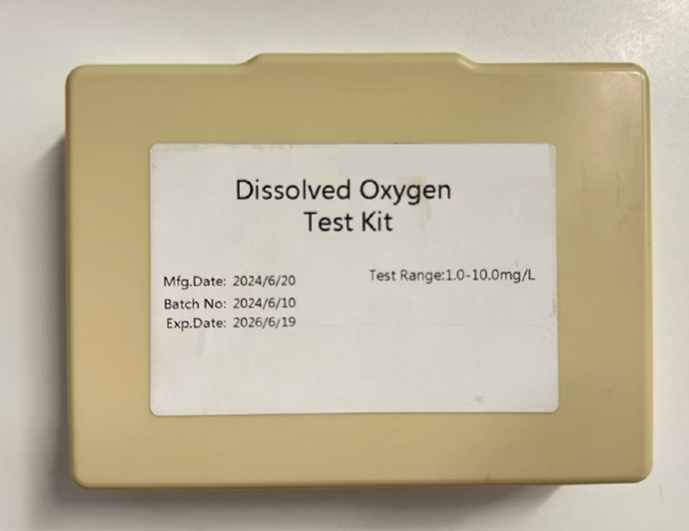 Dissolved Oxygen
Test Kit
Mfg.Date: 2024/6/20
Test Range:1.0-10.0mg/L
Batch No: 2024/6/10
Exp.Date: 2026/6/19